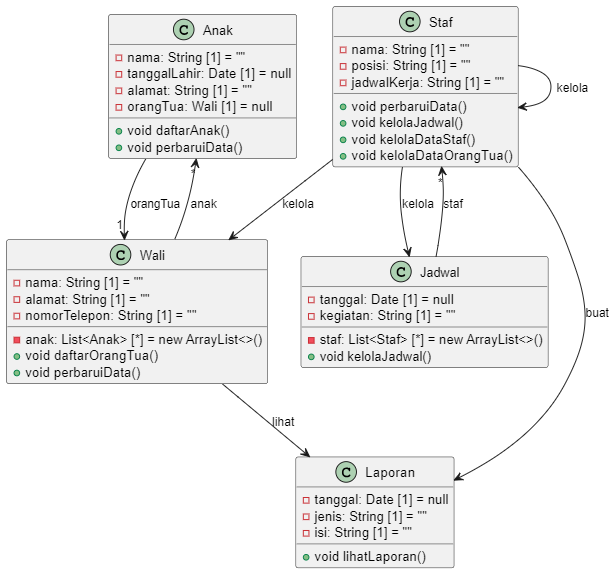 C Anak
nama: String [1] = ""
tanggalLahir: Date [1] = null
alamat: String [1] = ""
orangTua: Wali [1] = null
void daftarAnak()
void perbaruiData()
C Staf
nama: String [1] = ""
posisi: String [1] = ""
jadwalKerja: String [1] = ""
void perbaruiData()
void kelolaJadwal()
void kelolaDataStaf()
void kelolaDataOrangTua()
kelola
*
orangTua
anak
1
kelola
kelola
staf
*
C Wali
nama: String [1] = ""
alamat: String [1] = ""
nomorTelepon: String [1] = ""
anak: List<Anak> [*] = new ArrayList<>()
void daftarOrangTua()
void perbaruiData()
C Jadwal
tanggal: Date [1] = null
kegiatan: String [1] = ""
staf: List<Staf> [*] = new ArrayList<>()
void kelolaJadwal()
buat
lihat
C Laporan
tanggal: Date [1] = null
jenis: String [1] = ""
isi: String [1] = ""
void lihatLaporan()